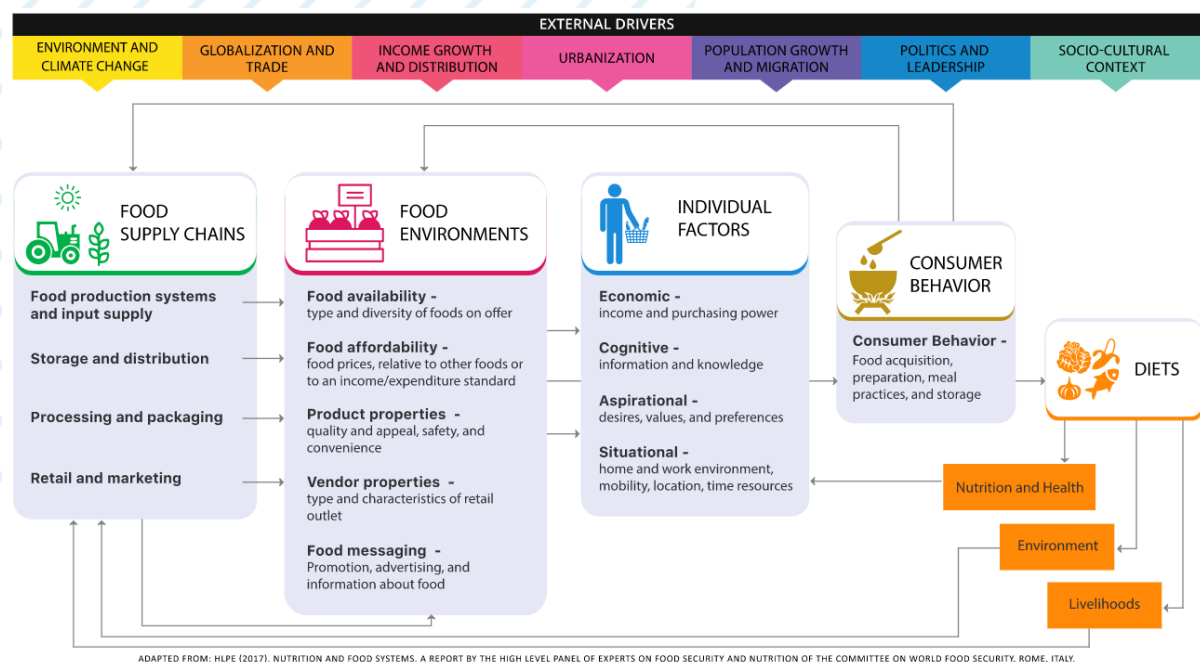 EXTERNAL DRIVERS
ENVIRONMENT AND
CLIMATE CHANGE
GLOBALIZATION AND
TRADE
INCOME GROWTH
AND DISTRIBUTION
URBANIZATION
POPULATION GROWTH
AND MIGRATION
POLITICS AND
LEADERSHIP
SOCIO-CULTURAL
CONTEXT
FOOD
SUPPLY CHAINS
Food production systems
and input supply
Storage and distribution
Processing and packaging
Retail and marketing
FOOD
ENVIRONMENTS
Food availability -
type and diversity of foods on offer
Food affordability -
food prices, relative to other foods or
to an income/expenditure standard
Product properties -
quality and appeal, safety, and
convenience
Vendor properties -
type and characteristics of retail
outlet
Food messaging -
Promotion, advertising, and
information about food
INDIVIDUAL
FACTORS
Economic -
income and purchasing power
Cognitive -
information and knowledge
Aspirational -
desires, values, and preferences
Situational -
home and work environment,
mobility, location, time resources
CONSUMER
BEHAVIOR
Consumer Behavior -
Food acquisition,
preparation, meal
practices, and storage
DIETS
Nutrition and Health
Environment
Livelihoods
ADAPTED FROM: HLPE (2017). NUTRITION AND FOOD SYSTEMS. A REPORT BY THE HIGH LEVEL PANEL OF EXPERTS ON FOOD SECURITY AND NUTRITION OF THE COMMITTEE ON WORLD FOOD SECURITY. ROME, ITALY.